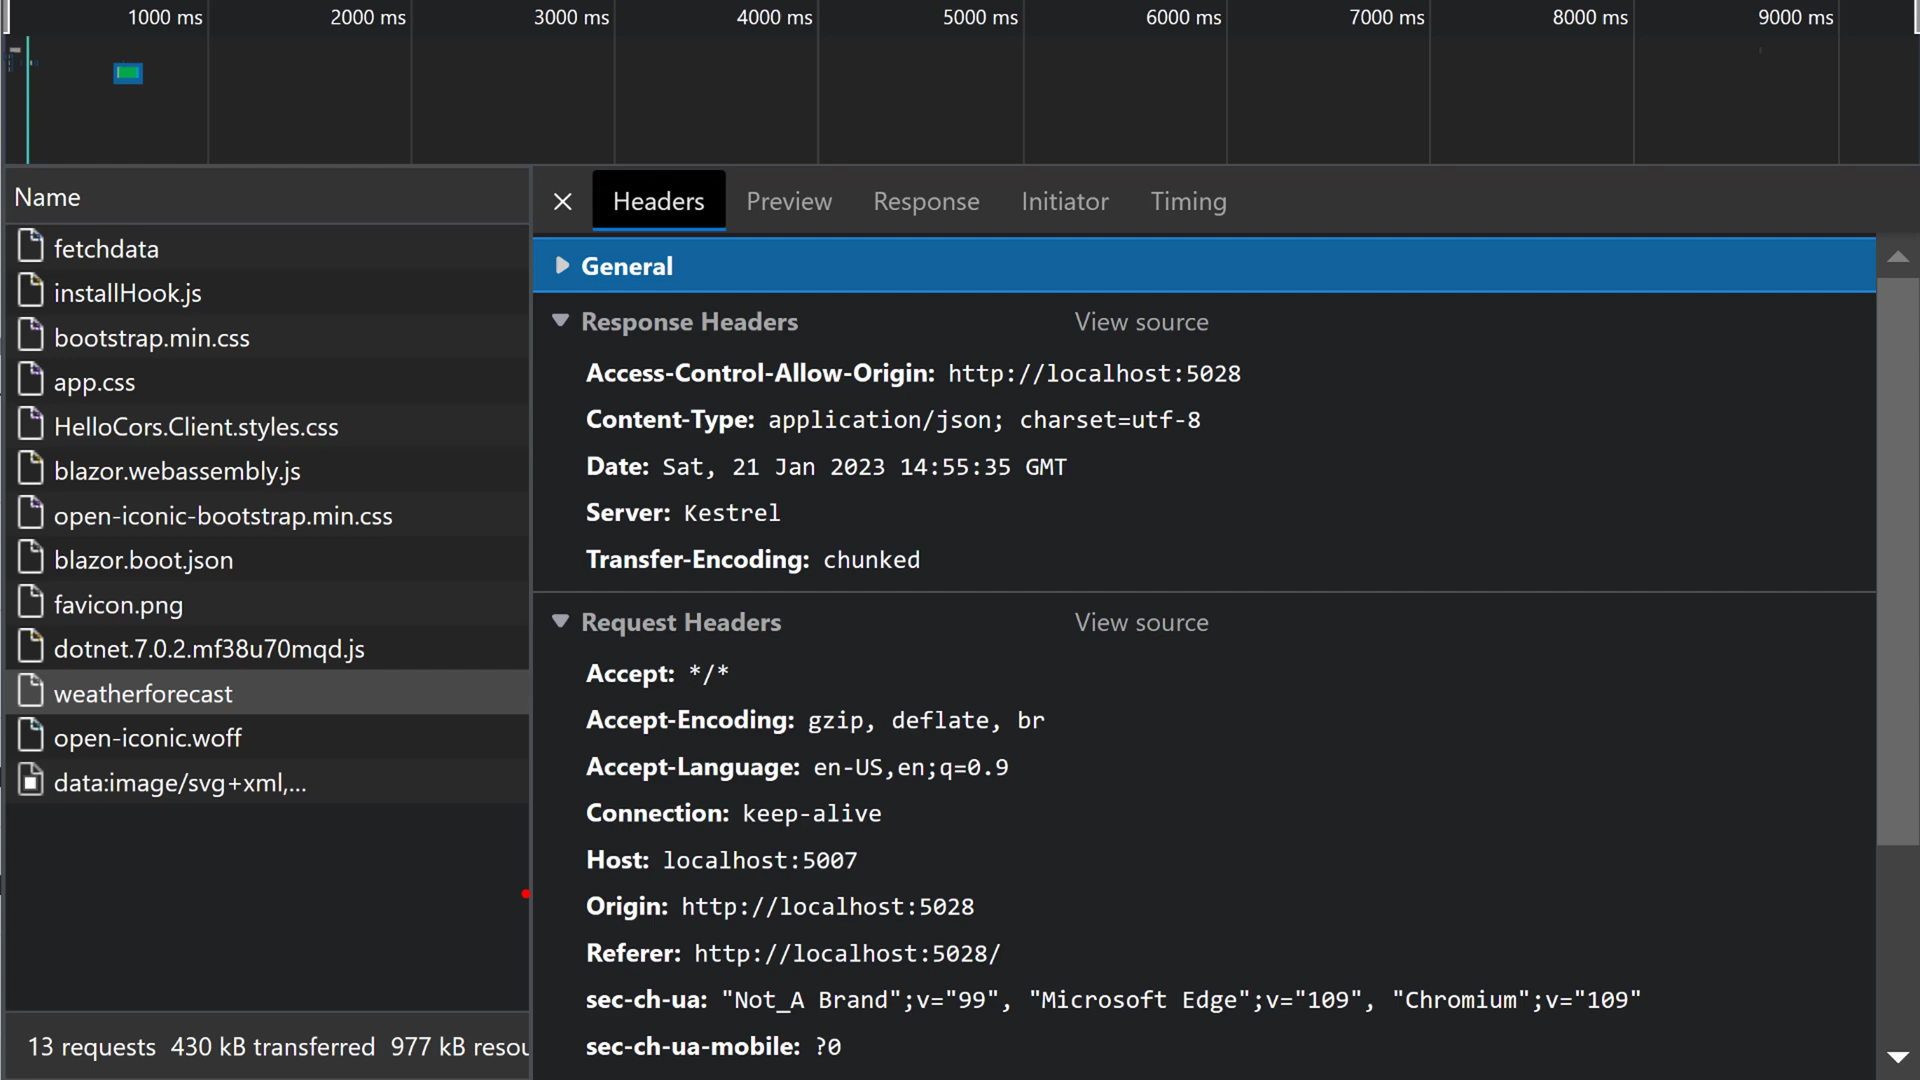 1000 ms 2000 ms 3000 ms 4000 ms 5000 ms 6000 ms 7000 ms 8000 ms 9000 ms
Name
fetchdata
installHook.js
bootstrap.min.css
app.css
HelloCors.Client.styles.css
blazor.webassembly.js
open-iconic-bootstrap.min.css
blazor.boot.json
favicon.png
dotnet.7.0.2.mf38u70mqd.js
weatherforecast
open-iconic.woff
data:image/svg+xml,...
13 requests 430 kB transferred 977 kB resou
Headers Preview Response Initiator Timing
General
Response Headers View source
Access-Control-Allow-Origin: http://localhost:5028
Content-Type: application/json; charset=utf-8
Date: Sat, 21 Jan 2023 14:55:35 GMT
Server: Kestrel
Transfer-Encoding: chunked
Request Headers View source
Accept: */*
Accept-Encoding: gzip, deflate, br
Accept-Language: en-US,en;q=0.9
Connection: keep-alive
Host: localhost:5007
Origin: http://localhost:5028
Referer: http://localhost:5028/
sec-ch-ua: "Not_A Brand";v="99", "Microsoft Edge";v="109", "Chromium";v="109"
sec-ch-ua-mobile: ?0